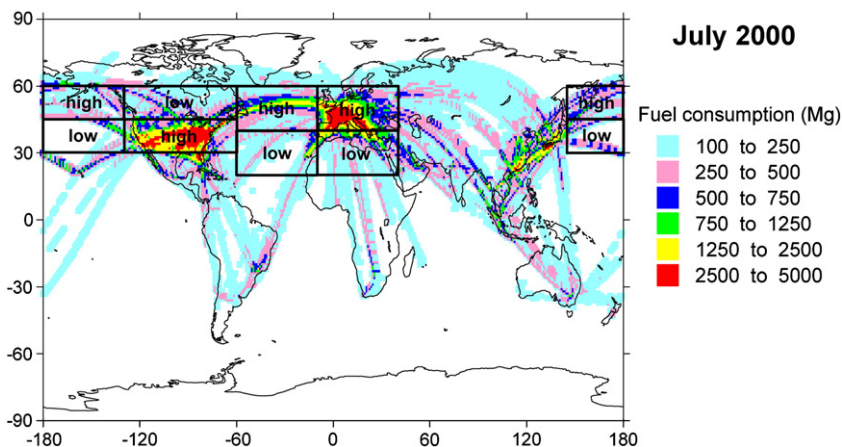 90
60
30
0
-30
-60
-90
-180 -120 -60 0 60 120 180
high low high high high
low high low low low
July 2000
Fuel consumption (Mg)
100 to 250
250 to 500
500 to 750
750 to 1250
1250 to 2500
2500 to 5000